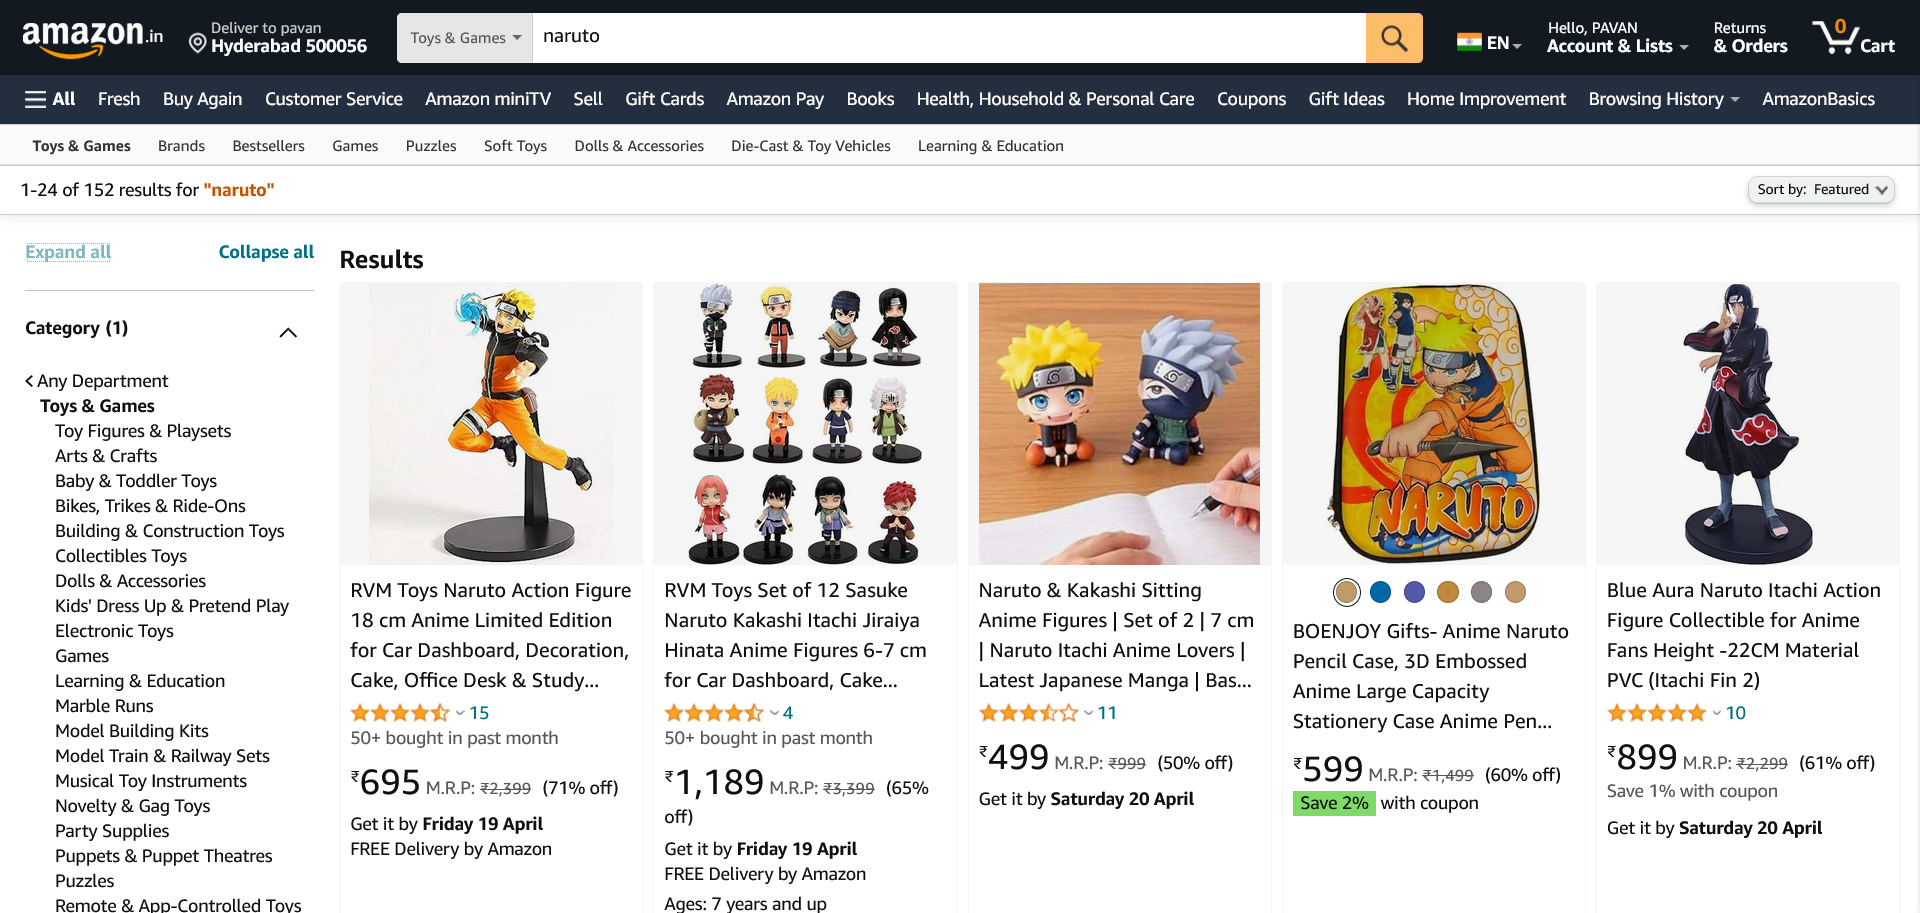 amazon.in
Deliver to pavan
Hyderabad 500056
Toys & Games
naruto
EN
Hello, PAVAN
Account & Lists
Returns
& Orders
0
Cart
All Fresh Buy Again Customer Service Amazon miniTV Sell Gift Cards Amazon Pay Books Health, Household & Personal Care Coupons Gift Ideas Home Improvement Browsing History AmazonBasics
Toys & Games Brands Bestsellers Games Puzzles Soft Toys Dolls & Accessories Die-Cast & Toy Vehicles Learning & Education
1-24 of 152 results for "naruto"
Sort by: Featured
Expand all Collapse all
Category (1)
Any Department
Toys & Games
Toy Figures & Playsets
Arts & Crafts
Baby & Toddler Toys
Bikes, Trikes & Ride-Ons
Building & Construction Toys
Collectibles Toys
Dolls & Accessories
Kids' Dress Up & Pretend Play
Electronic Toys
Games
Learning & Education
Marble Runs
Model Building Kits
Model Train & Railway Sets
Musical Toy Instruments
Novelty & Gag Toys
Party Supplies
Puppets & Puppet Theatres
Puzzles
Remote & App-Controlled Toys
Results
RVM Toys Naruto Action Figure
18 cm Anime Limited Edition
for Car Dashboard, Decoration,
Cake, Office Desk & Study...
15
50+ bought in past month
₹695 M.R.P: ₹2,399 (71% off)
Get it by Friday 19 April
FREE Delivery by Amazon
RVM Toys Set of 12 Sasuke
Naruto Kakashi Itachi Jiraiya
Hinata Anime Figures 6-7 cm
for Car Dashboard, Cake...
4
50+ bought in past month
₹1,189 M.R.P: ₹3,399 (65%
off)
Get it by Friday 19 April
FREE Delivery by Amazon
Ages: 7 years and up
Naruto & Kakashi Sitting
Anime Figures | Set of 2 | 7 cm
| Naruto Itachi Anime Lovers |
Latest Japanese Manga | Bas...
11
₹499 M.R.P: ₹999 (50% off)
Get it by Saturday 20 April
NARUTO
BOENJOY Gifts- Anime Naruto
Pencil Case, 3D Embossed
Anime Large Capacity
Stationery Case Anime Pen...
₹599 M.R.P: ₹1,499 (60% off)
Save 2% with coupon
Blue Aura Naruto Itachi Action
Figure Collectible for Anime
Fans Height -22CM Material
PVC (Itachi Fin 2)
10
₹899 M.R.P: ₹2,299 (61% off)
Save 1% with coupon
Get it by Saturday 20 April